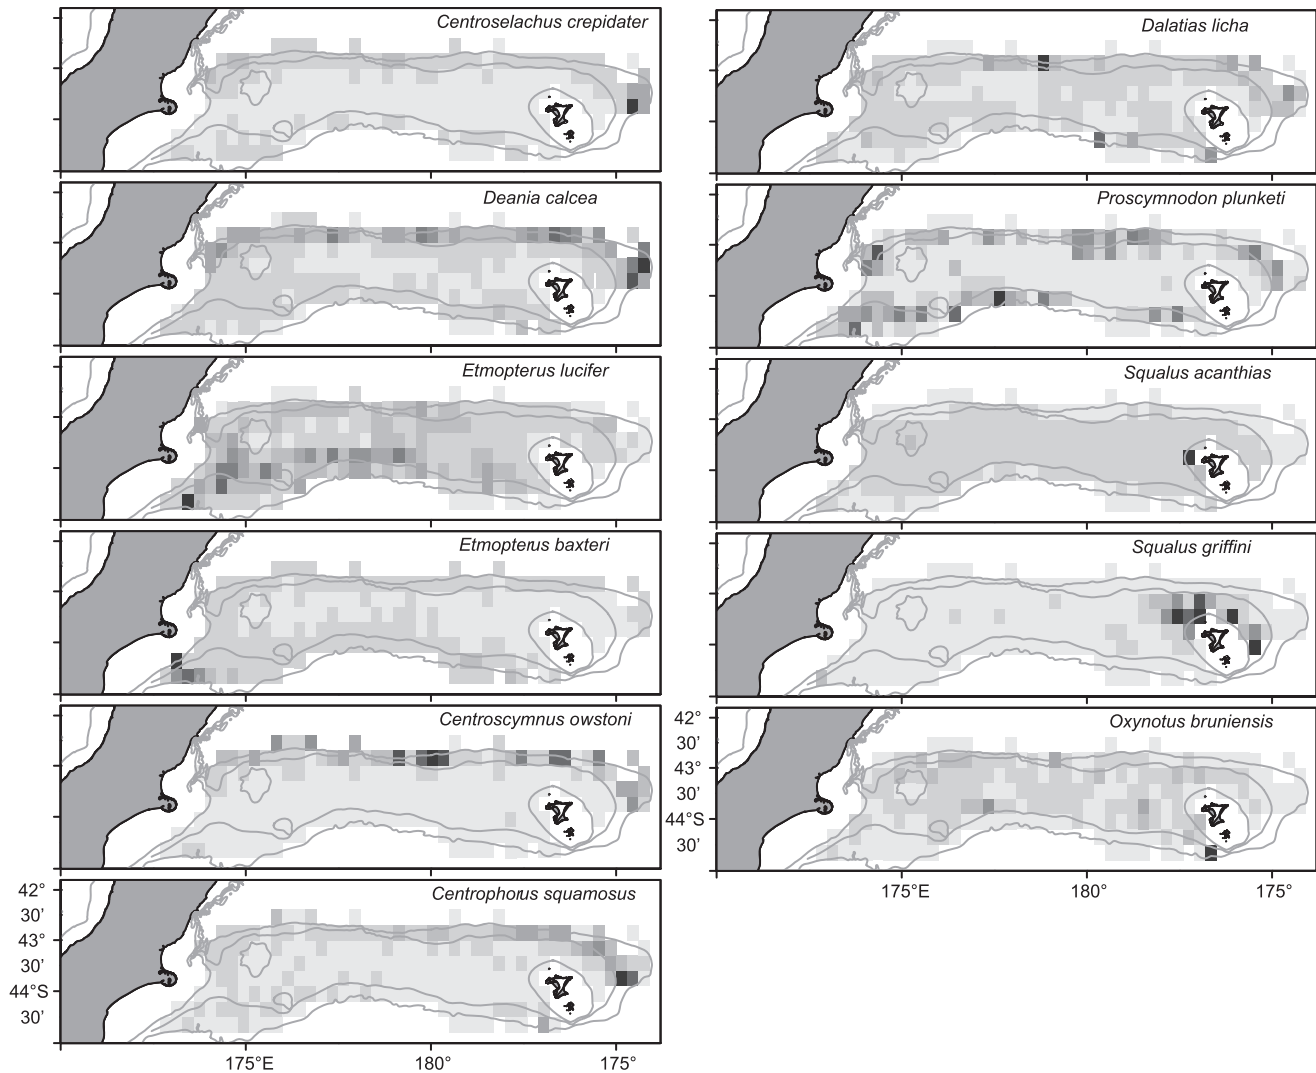 Centroselachus crepidater
Deania calcea
Etmopterus lucifer
Etmopterus baxteri
Centroscymnus owstoni
Centrophorus squamosus
42°
30'
43°
30'
44°S
30'
175°E
180°
175°
Dalatias licha
Proscymnodon plunketi
Squalus acanthias
Squalus griffini
Oxynotus bruniensis
42°
30'
43°
30'
44°S
30'
175°E
180°
175°